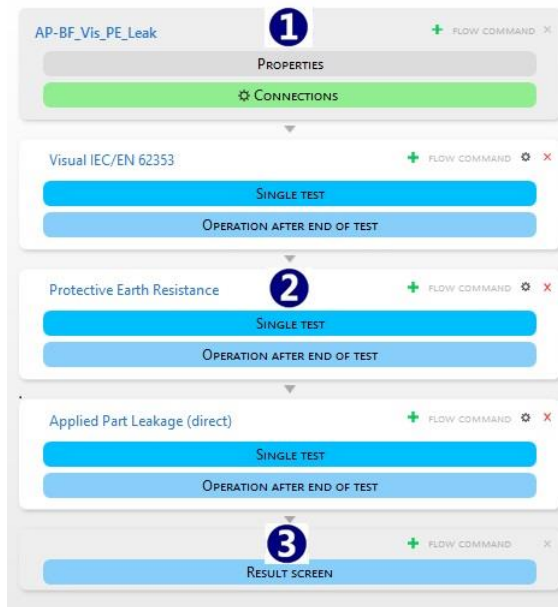 AP-BF_Vis_PE_Leak 1 + FLOW COMMAND ×
PROPERTIES
CONNECTIONS
Visual IEC/EN 62353 + FLOW COMMAND ×
SINGLE TEST
OPERATION AFTER END OF TEST
Protective Earth Resistance 2 + FLOW COMMAND ×
SINGLE TEST
OPERATION AFTER END OF TEST
Applied Part Leakage (direct) + FLOW COMMAND ×
SINGLE TEST
OPERATION AFTER END OF TEST
3 + FLOW COMMAND ×
RESULT SCREEN